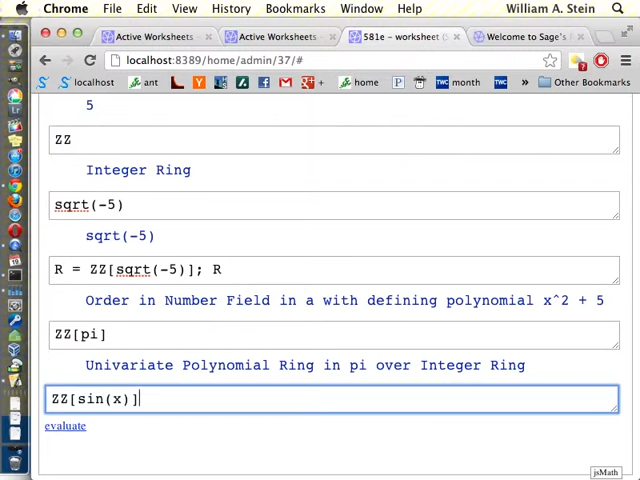 Chrome File Edit View History Bookmarks Window Help William A. Stein
Active Worksheets Active Worksheets 581e – worksheet (S Welcome to Sage's
localhost:8389/home/admin/37/#
localhost ant home month TWC Other Bookmarks
5
ZZ
Integer Ring
sqrt(-5)
sqrt(-5)
R = ZZ[sqrt(-5)]; R
Order in Number Field in a with defining polynomial x^2 + 5
ZZ[pi]
Univariate Polynomial Ring in pi over Integer Ring
ZZ[sin(x)]
evaluate
jsMath